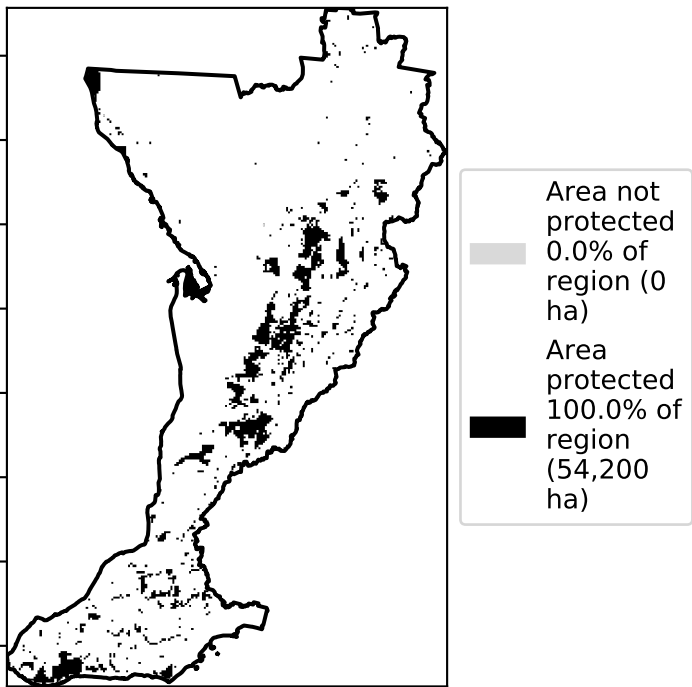 Area not
protected
0.0% of
region (0
ha)
Area
protected
100.0% of
region
(54,200
ha)